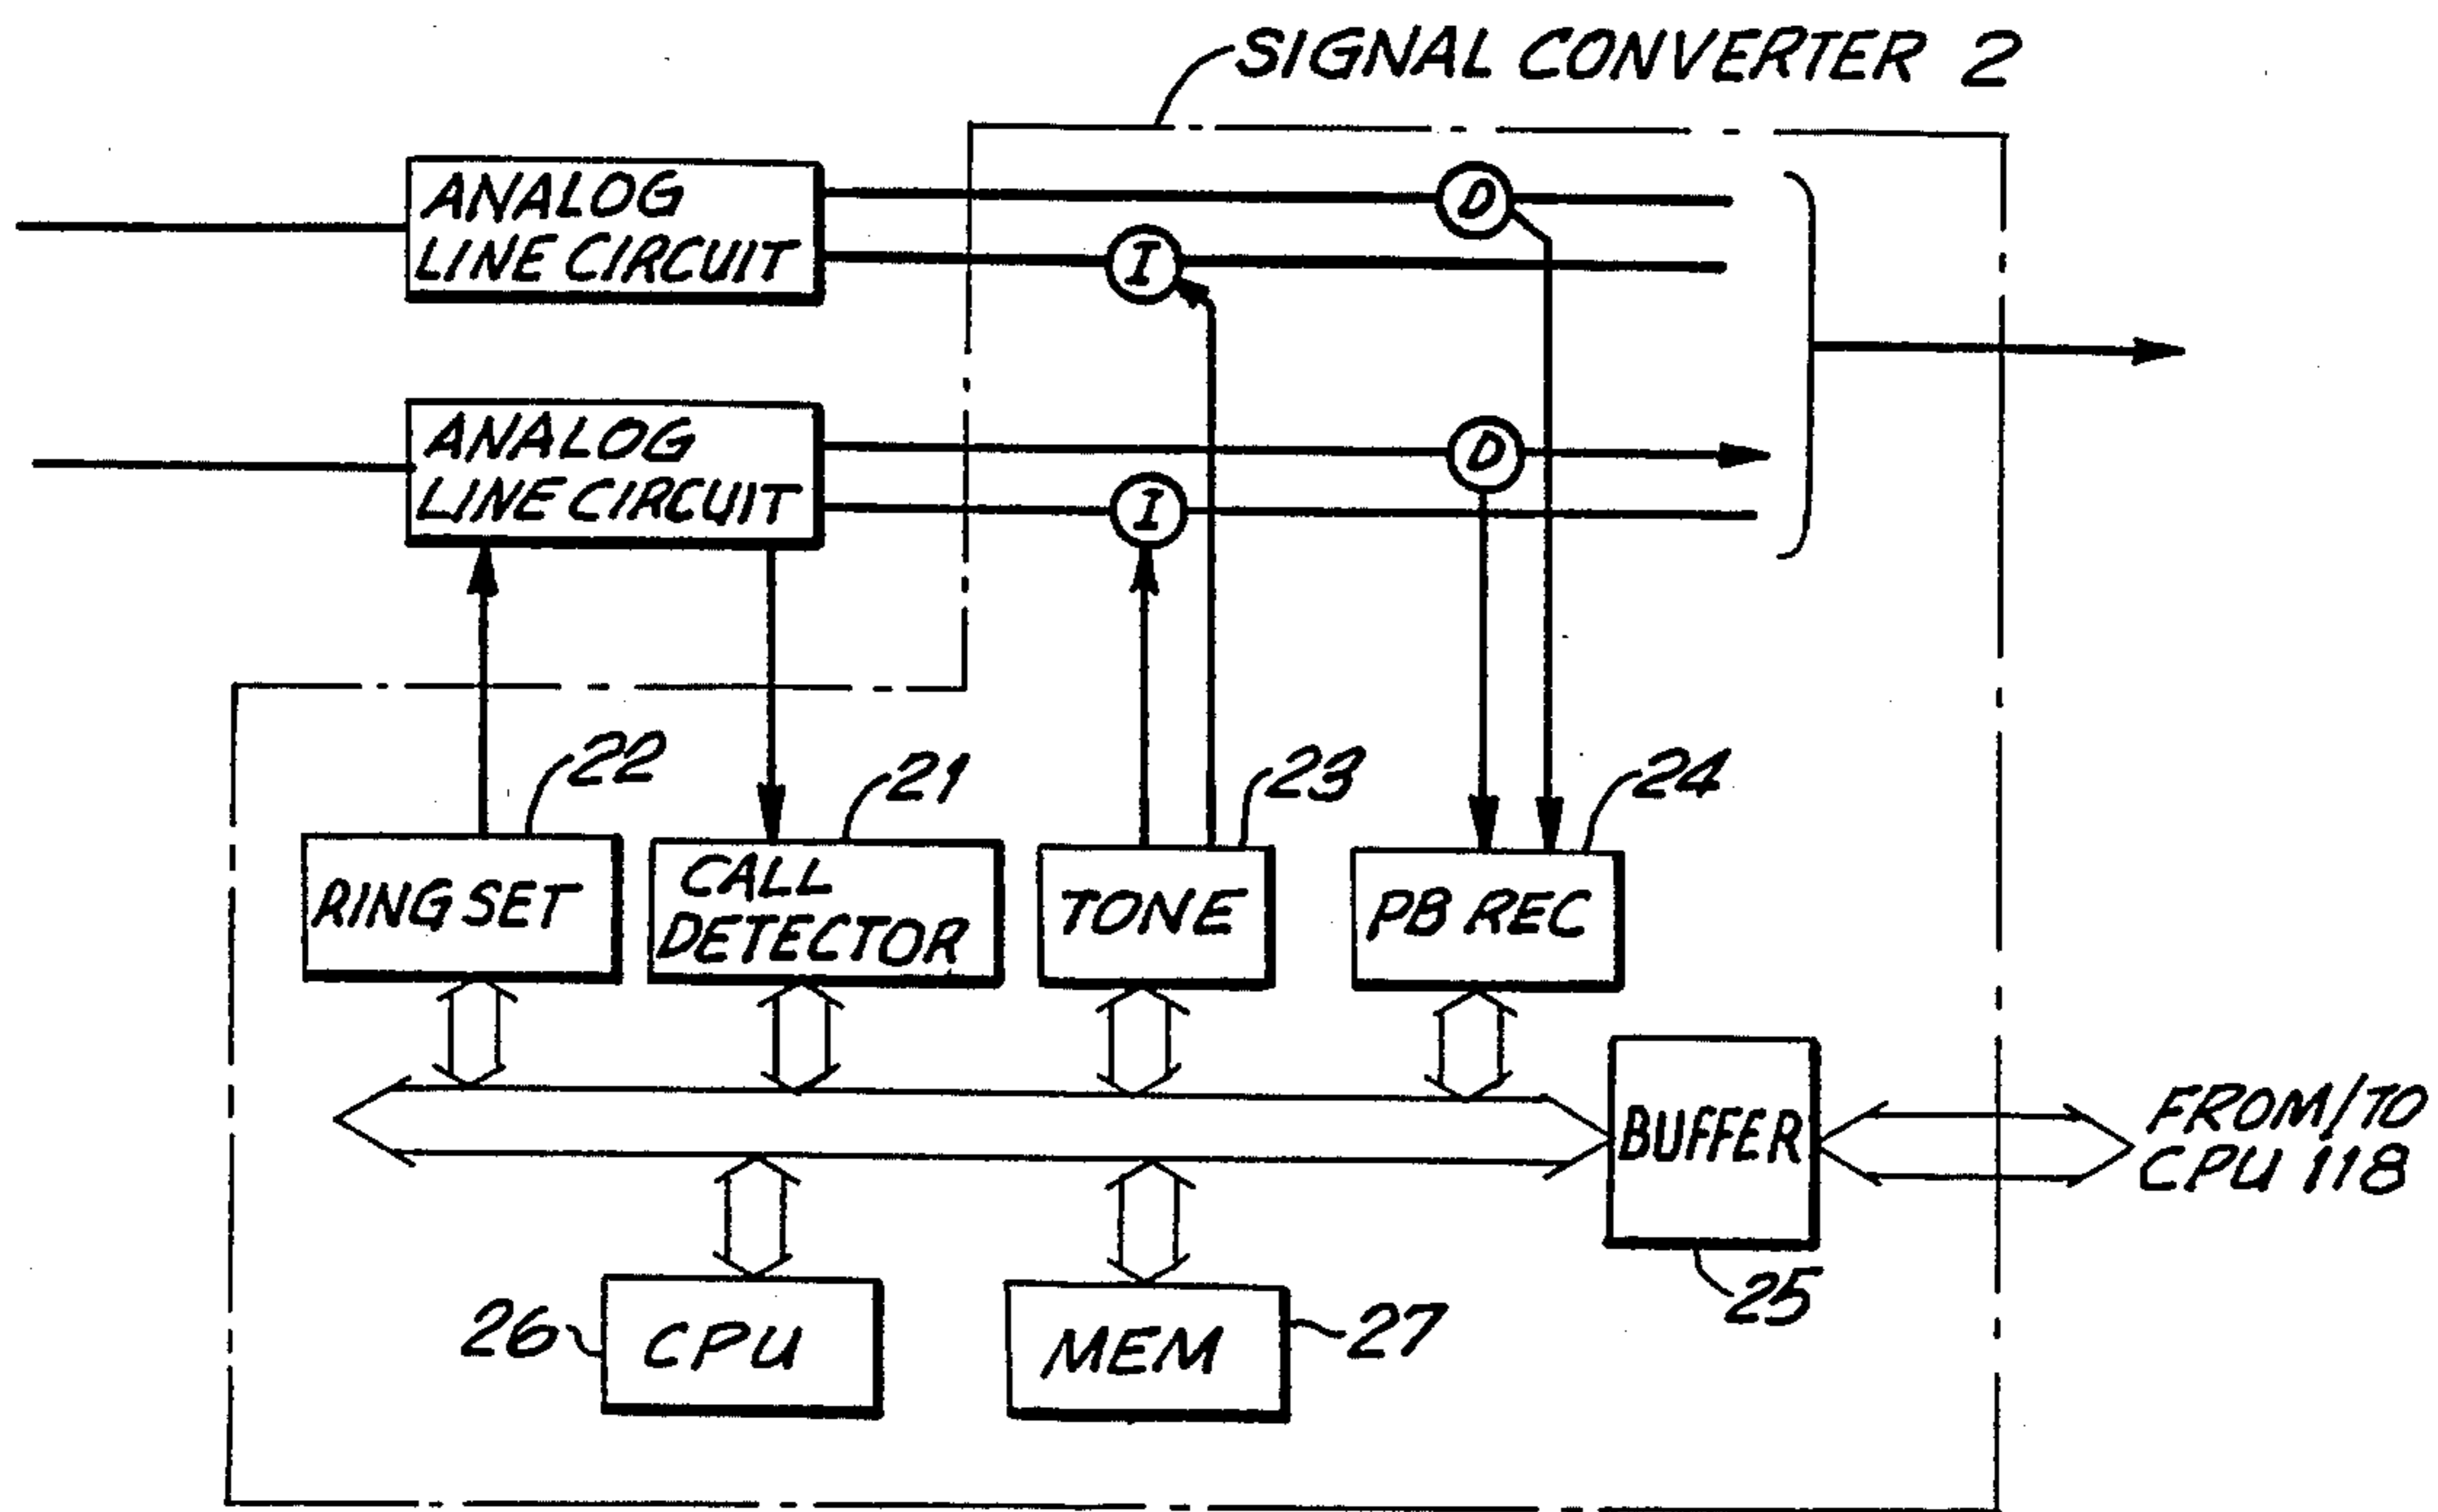 SIGNAL CONVERTER 2
ANALOG
LINE CIRCUIT
D
I
ANALOG
LINE CIRCUIT
D
I
22
21
23
24
RING SET
CALL
DETECTOR
TONE
PB REC
BUFFER
FROM/TO
CPU 118
25
26
CPU
MEM
27